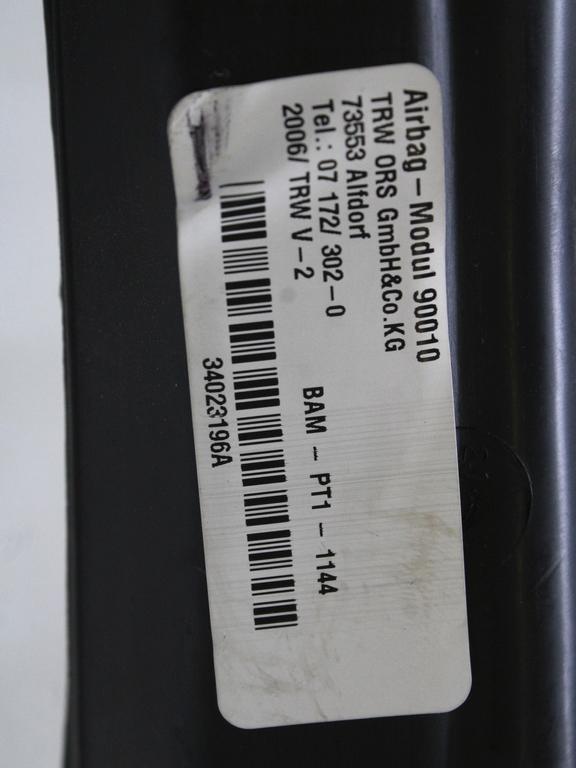 Airbag – Modul 90010
TRW ORS GmbH&Co.KG
73553 Alfdorf
Tel.: 07 172/ 302–0
2006/ TRW V–2
BAM – PT1 – 1144
34023196A